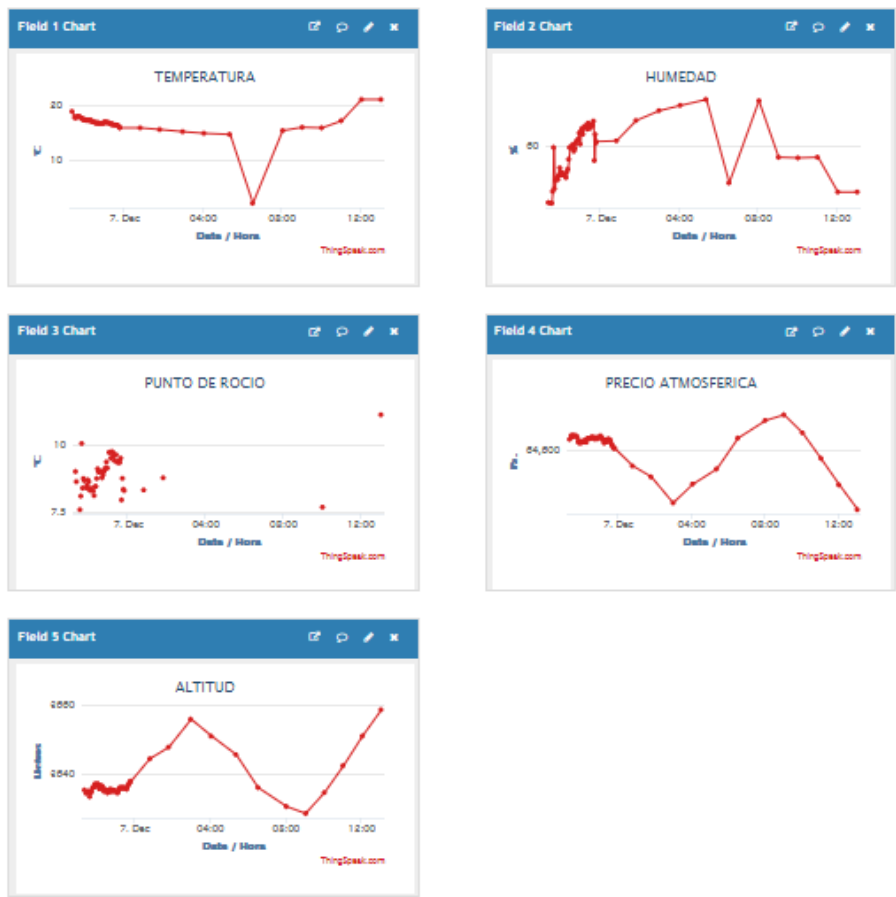 Field 1 Chart
TEMPERATURA
20
10
°C
7. Dec 04:00 08:00 12:00
Date / Hora
ThingSpeak.com
Field 2 Chart
HUMEDAD
60
%
7. Dec 04:00 08:00 12:00
Date / Hora
ThingSpeak.com
Field 3 Chart
PUNTO DE ROCIO
10
7.5
°C
7. Dec 04:00 08:00 12:00
Date / Hora
ThingSpeak.com
Field 4 Chart
PRECIO ATMOSFERICA
7. Dec 04:00 08:00 12:00
Date / Hora
ThingSpeak.com
Field 5 Chart
ALTITUD
7. Dec 04:00 08:00 12:00
Date / Hora
ThingSpeak.com